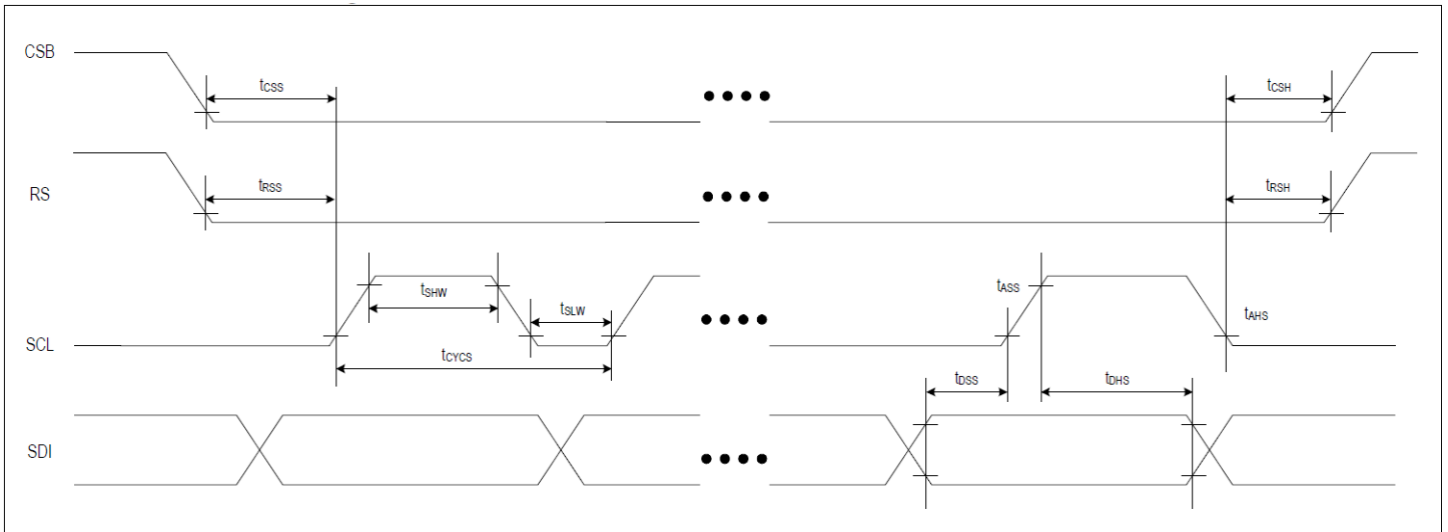 CSB
tCSS
tCSH
RS
tRSS
tRSH
tSHW
tSLW
tASS
tAHS
SCL
tCYCS
tDSS
tDHS
SDI